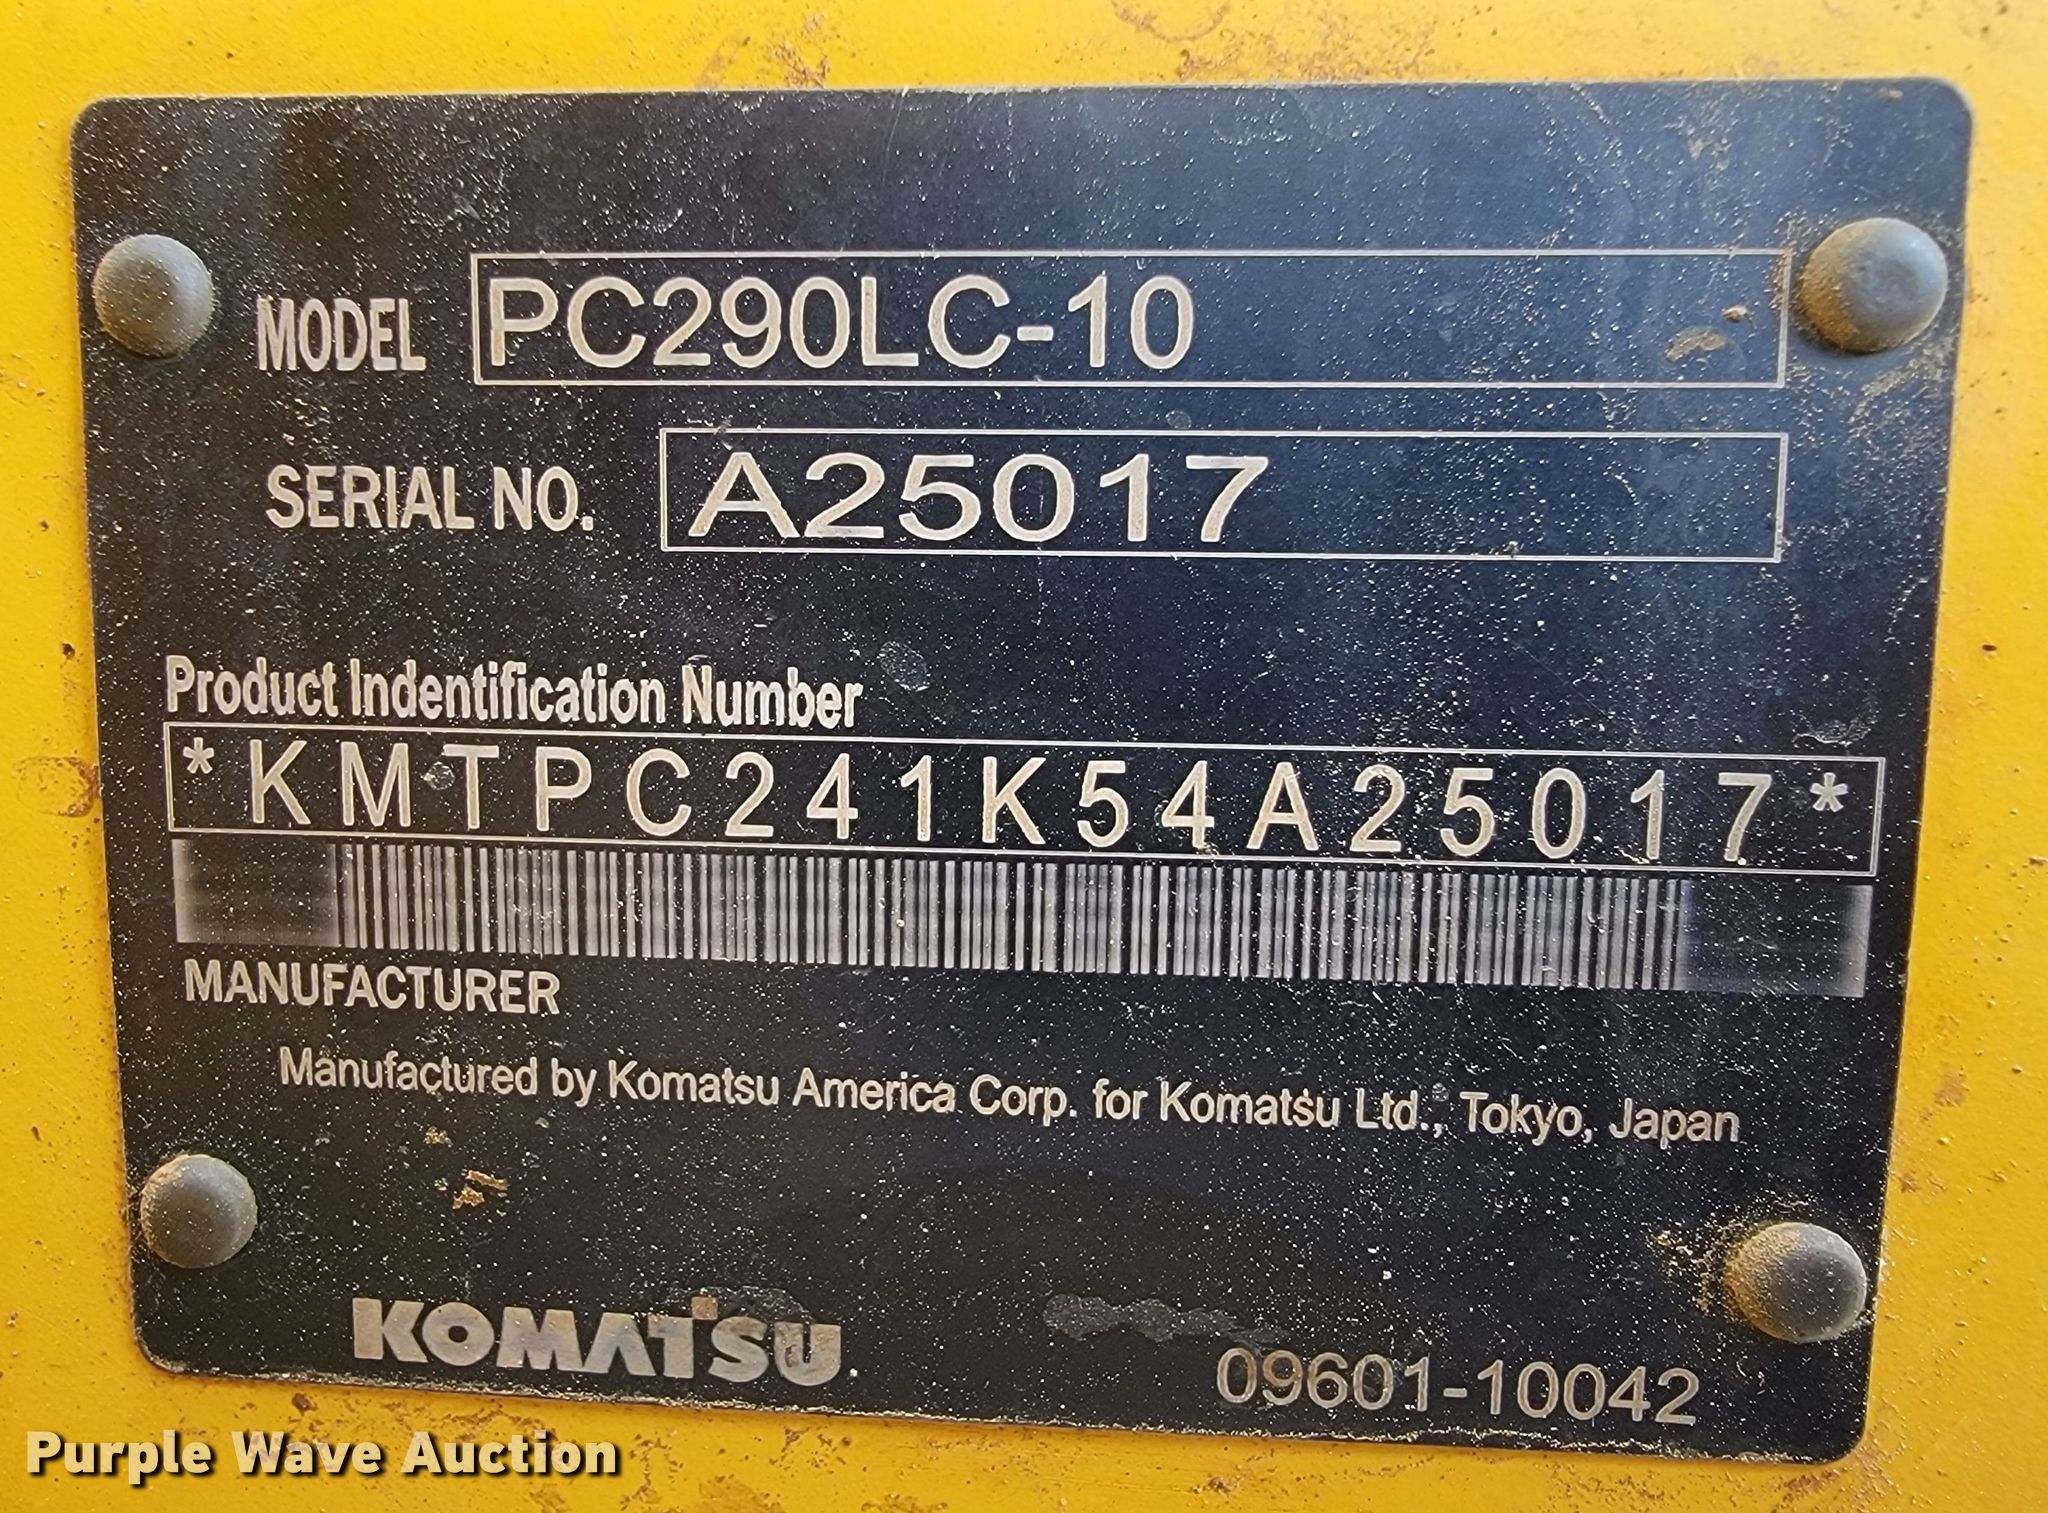 MODEL PC290LC-10
SERIAL NO. A25017
Product Indentification Number
*KMTPC241K54A25017*
MANUFACTURER
Manufactured by Komatsu America Corp. for Komatsu Ltd., Tokyo, Japan
KOMATSU
09601-10042
Purple Wave Auction